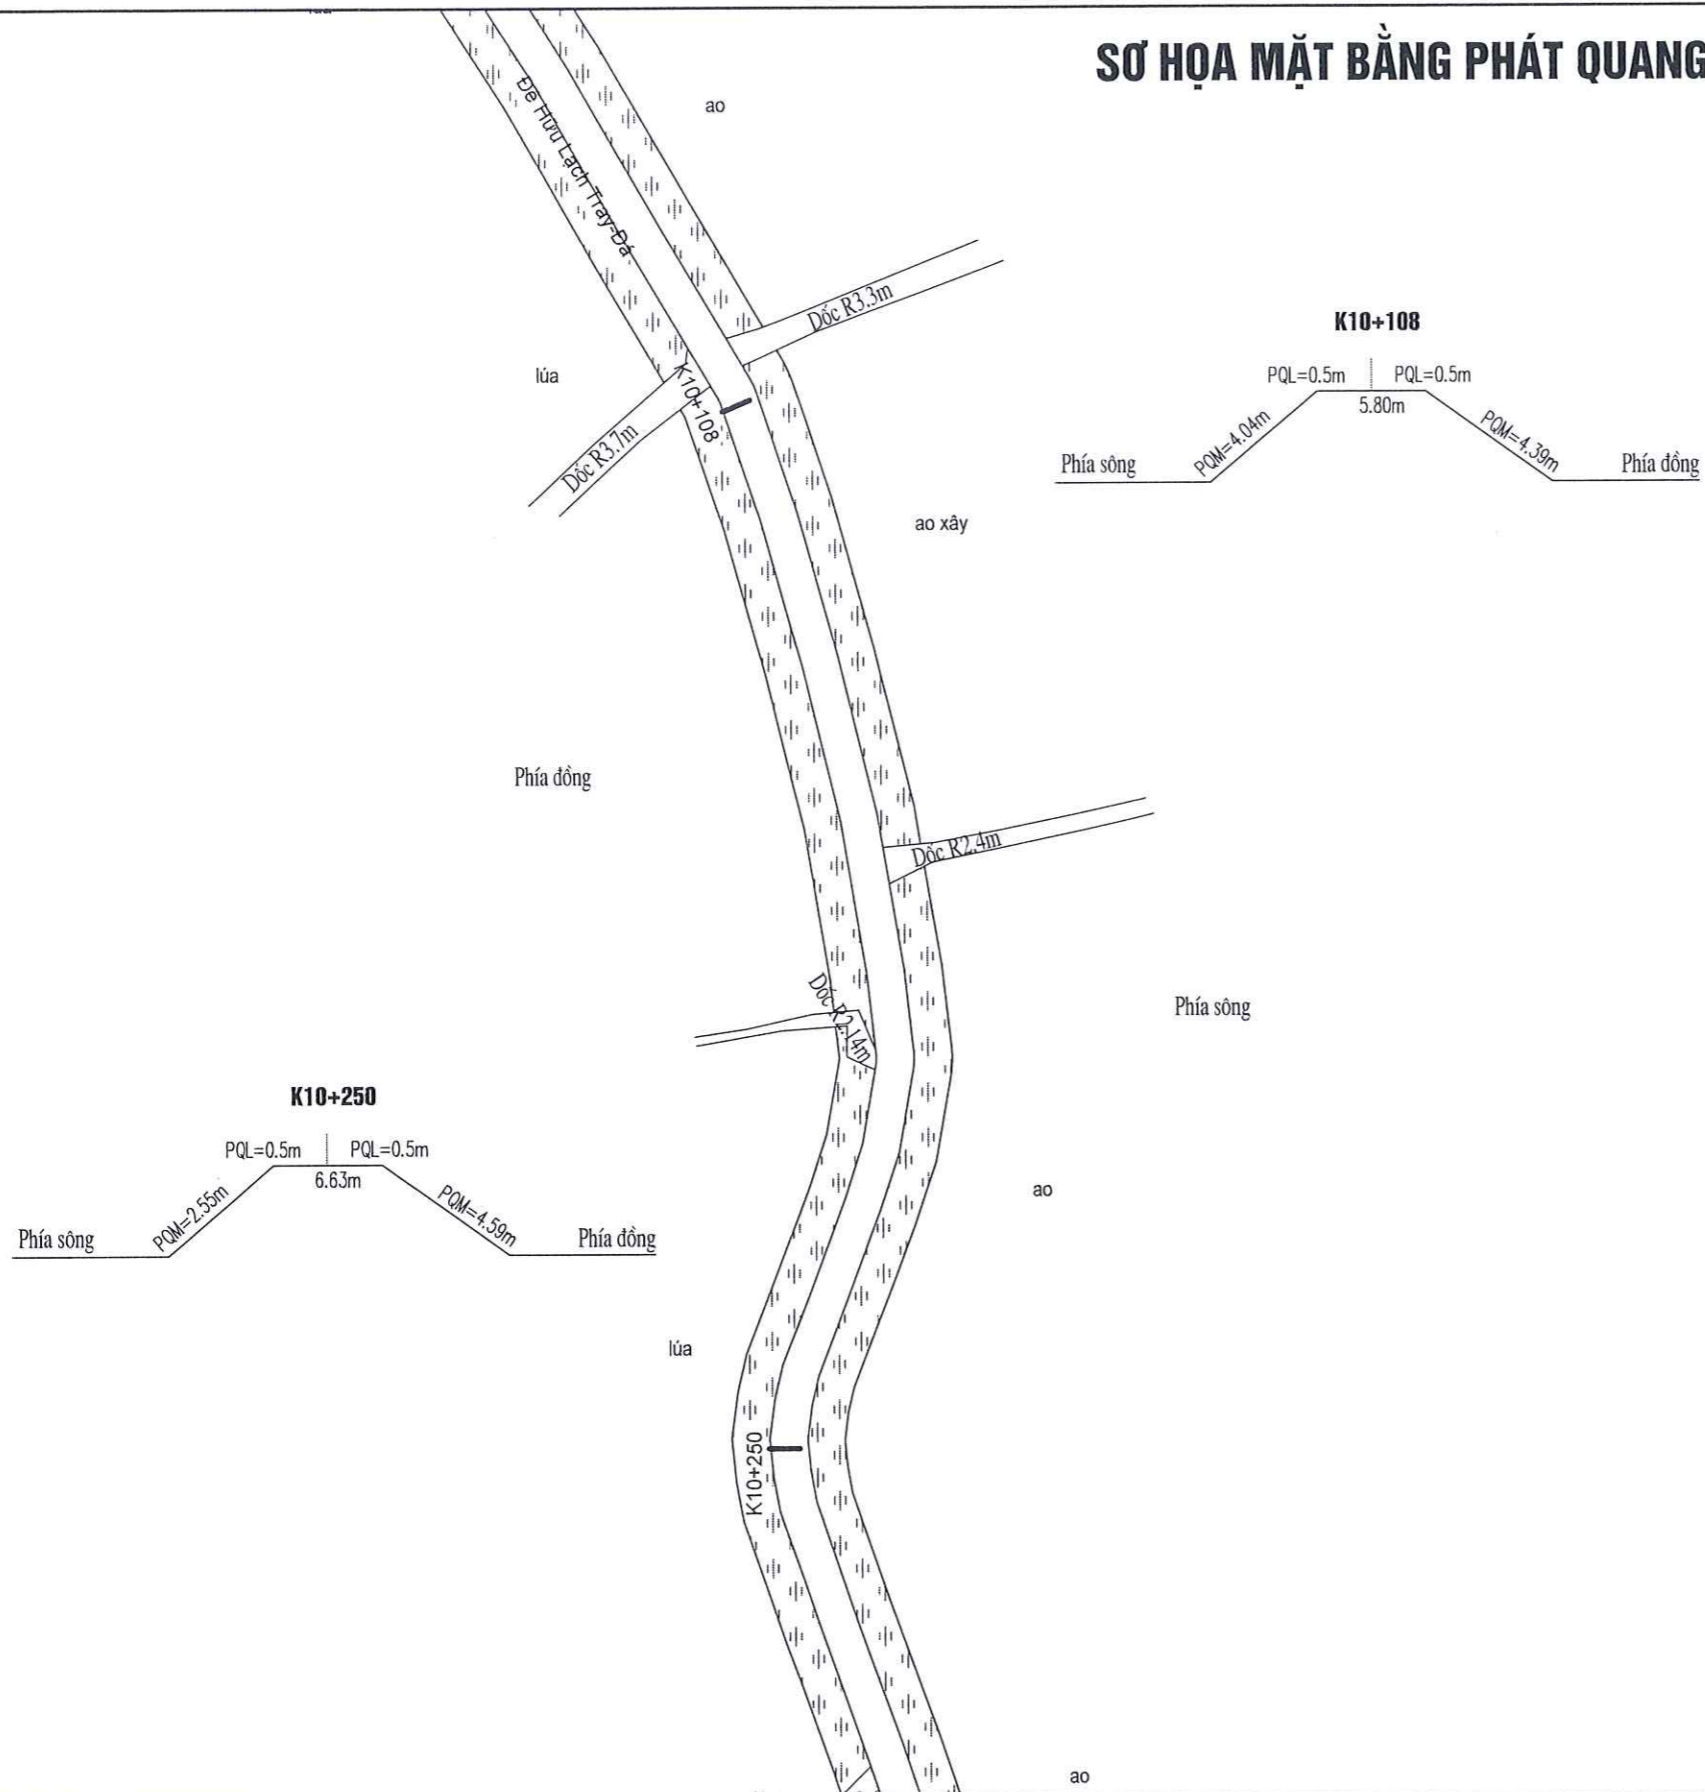 SƠ HỌA MẶT BẰNG PHÁT QUANG
ao
Đê Hữu Lạch Tray-Đá
Dốc R3.3m
K10+108
PQL=0.5m PQL=0.5m
5.80m
PQM=4.04m
PQM=4.39m
Phía sông
Phía đồng
lúa
K10+108
Dốc R3.7m
ao xây
Phía đồng
Dốc R2.4m
Dốc R2.14m
Phía sông
K10+250
PQL=0.5m PQL=0.5m
6.63m
PQM=2.55m
PQM=4.59m
Phía sông
Phía đồng
ao
lúa
K10+250
ao